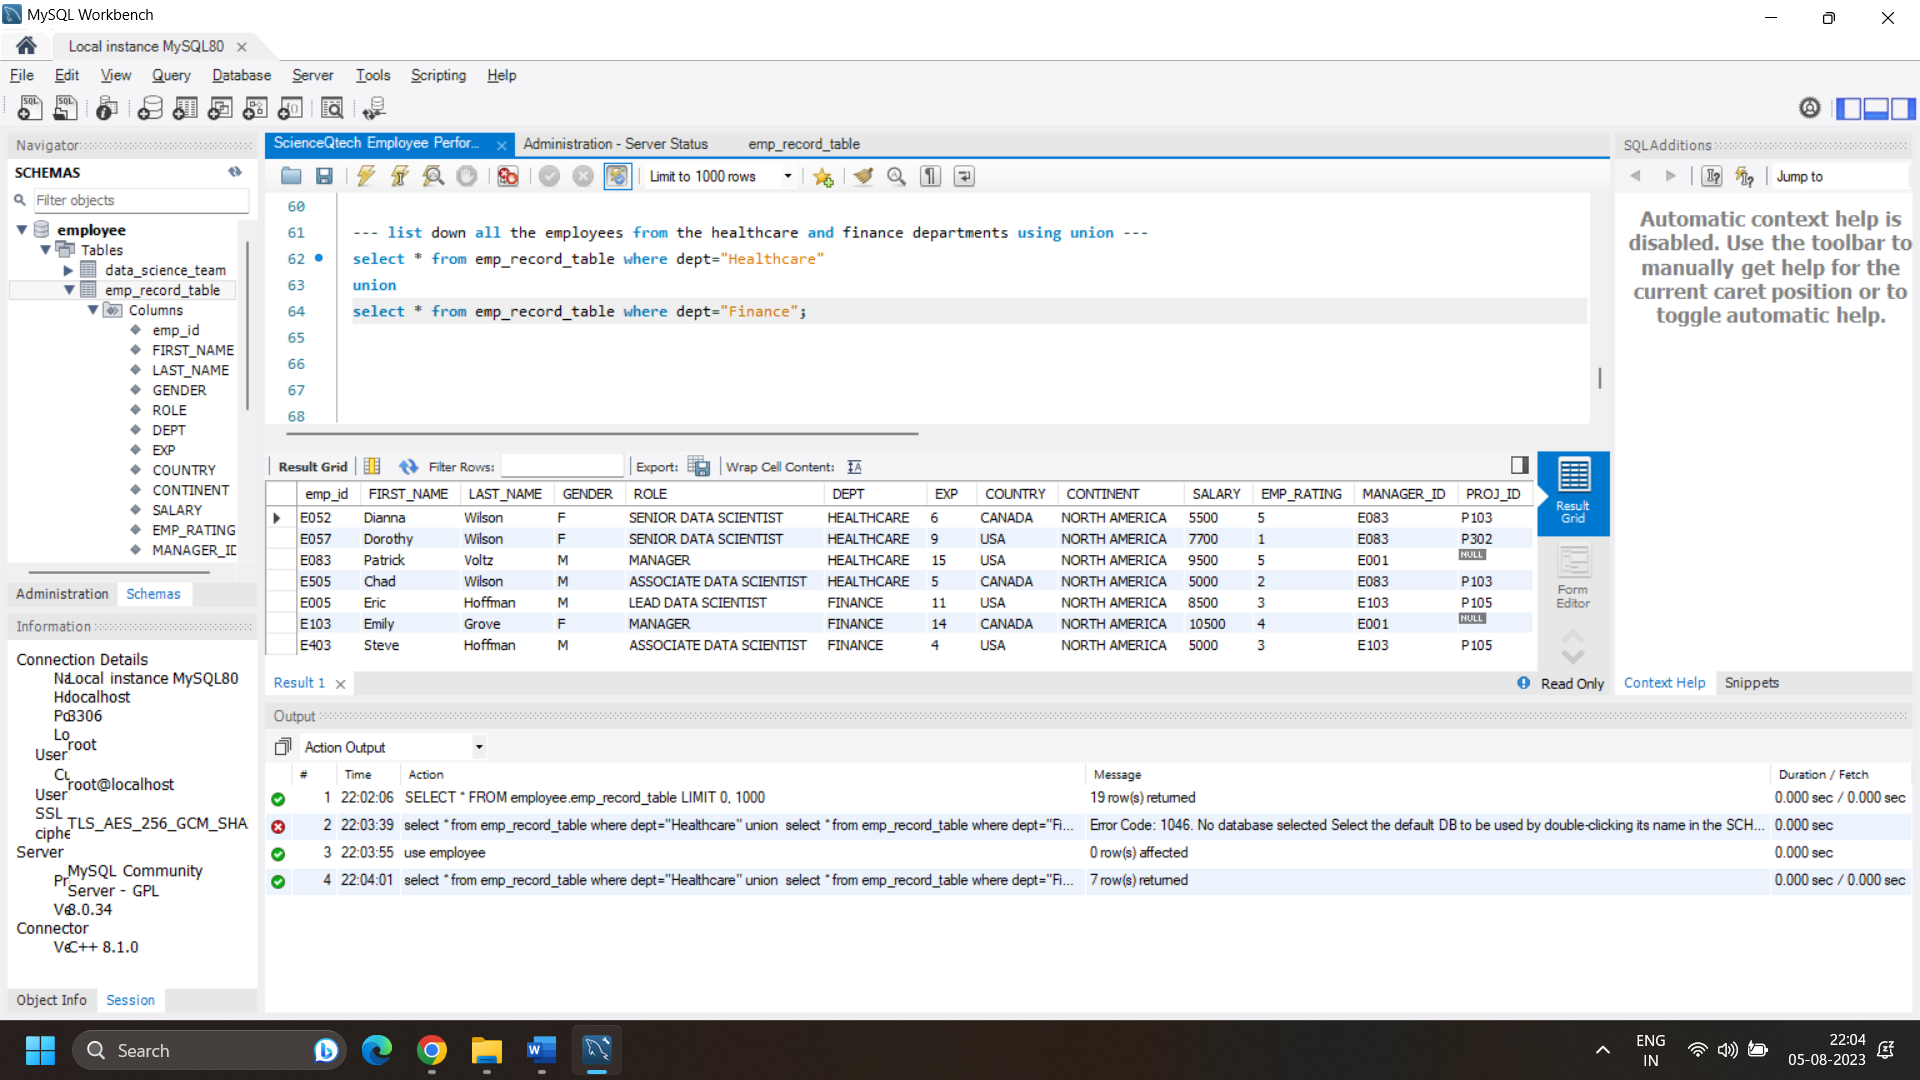 MySQL Workbench
Local instance MySQL80
File Edit View Query Database Server Tools Scripting Help
Navigator
SCHEMAS
Filter objects
employee
Tables
data_science_team
emp_record_table
Columns
emp_id
FIRST_NAME
LAST_NAME
GENDER
ROLE
DEPT
EXP
COUNTRY
CONTINENT
SALARY
EMP_RATING
MANAGER_ID
Administration Schemas
Information
Connection Details
Local instance MySQL80
localhost
3306
root
User
root@localhost
User
SSL
ciphe TLS_AES_256_GCM_SHA
Server
MySQL Community
Server - GPL
8.0.34
Connector
C++ 8.1.0
Object Info Session
ScienceQtech Employee Perfor... Administration - Server Status emp_record_table
Limit to 1000 rows
60
61 --- list down all the employees from the healthcare and finance departments using union ---
62 select * from emp_record_table where dept="Healthcare"
63 union
64 select * from emp_record_table where dept="Finance";
65
66
67
68
Result Grid Filter Rows: Export: Wrap Cell Content:
emp_id FIRST_NAME LAST_NAME GENDER ROLE DEPT EXP COUNTRY CONTINENT SALARY EMP_RATING MANAGER_ID PROJ_ID
E052 Dianna Wilson F SENIOR DATA SCIENTIST HEALTHCARE 6 CANADA NORTH AMERICA 5500 5 E083 P103
E057 Dorothy Wilson F SENIOR DATA SCIENTIST HEALTHCARE 9 USA NORTH AMERICA 7700 1 E083 P302
E083 Patrick Voltz M MANAGER HEALTHCARE 15 USA NORTH AMERICA 9500 5 E001 NULL
E505 Chad Wilson M ASSOCIATE DATA SCIENTIST HEALTHCARE 5 CANADA NORTH AMERICA 5000 2 E083 P103
E005 Eric Hoffman M LEAD DATA SCIENTIST FINANCE 11 USA NORTH AMERICA 8500 3 E103 P105
E103 Emily Grove F MANAGER FINANCE 14 CANADA NORTH AMERICA 10500 4 E001 NULL
E403 Steve Hoffman M ASSOCIATE DATA SCIENTIST FINANCE 4 USA NORTH AMERICA 5000 3 E103 P105
Result
Grid
Form
Editor
Result 1
Read Only
SQLAdditions
Jump to
Automatic context help is
disabled. Use the toolbar to
manually get help for the
current caret position or to
toggle automatic help.
Context Help Snippets
Output
Action Output
# Time Action Message Duration / Fetch
1 22:02:06 SELECT * FROM employee.emp_record_table LIMIT 0, 1000 19 row(s) returned 0.000 sec / 0.000 sec
2 22:03:39 select * from emp_record_table where dept="Healthcare" union select * from emp_record_table where dept="Fi... Error Code: 1046. No database selected Select the default DB to be used by double-clicking its name in the SCH... 0.000 sec
3 22:03:55 use employee 0 row(s) affected 0.000 sec
4 22:04:01 select * from emp_record_table where dept="Healthcare" union select * from emp_record_table where dept="Fi... 7 row(s) returned 0.000 sec / 0.000 sec
Search
ENG
IN
22:04
05-08-2023